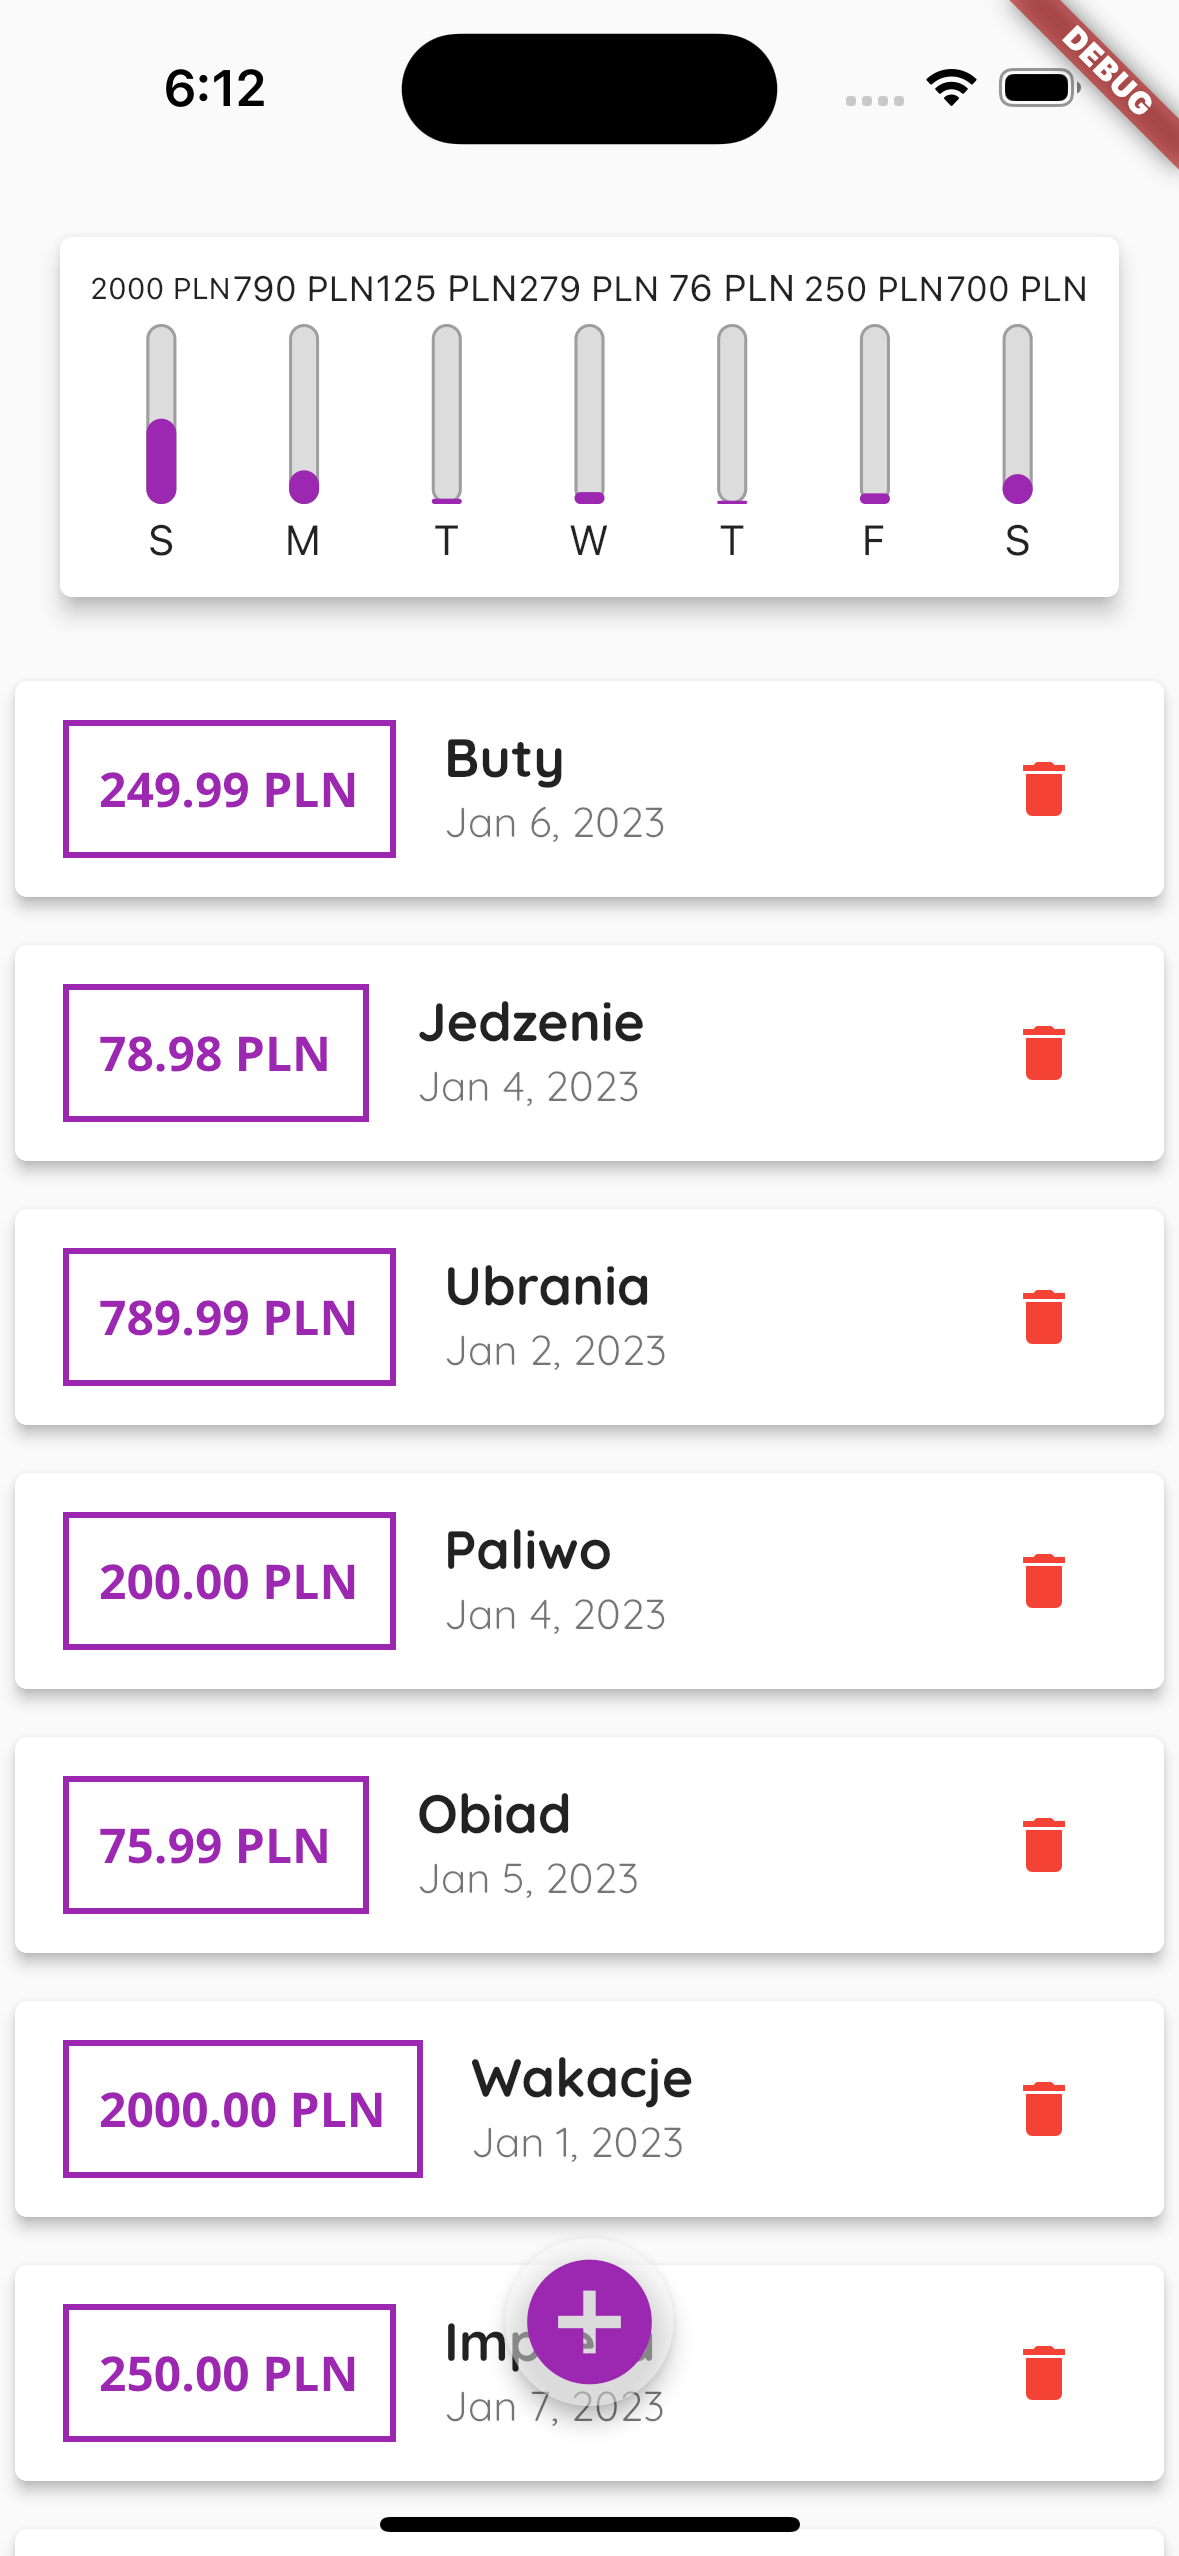 6:12
DEBUG
2000 PLN 790 PLN 125 PLN 279 PLN 76 PLN 250 PLN 700 PLN
S M T W T F S
249.99 PLN
Buty
Jan 6, 2023
78.98 PLN
Jedzenie
Jan 4, 2023
789.99 PLN
Ubrania
Jan 2, 2023
200.00 PLN
Paliwo
Jan 4, 2023
75.99 PLN
Obiad
Jan 5, 2023
2000.00 PLN
Wakacje
Jan 1, 2023
250.00 PLN
Jan 7, 2023